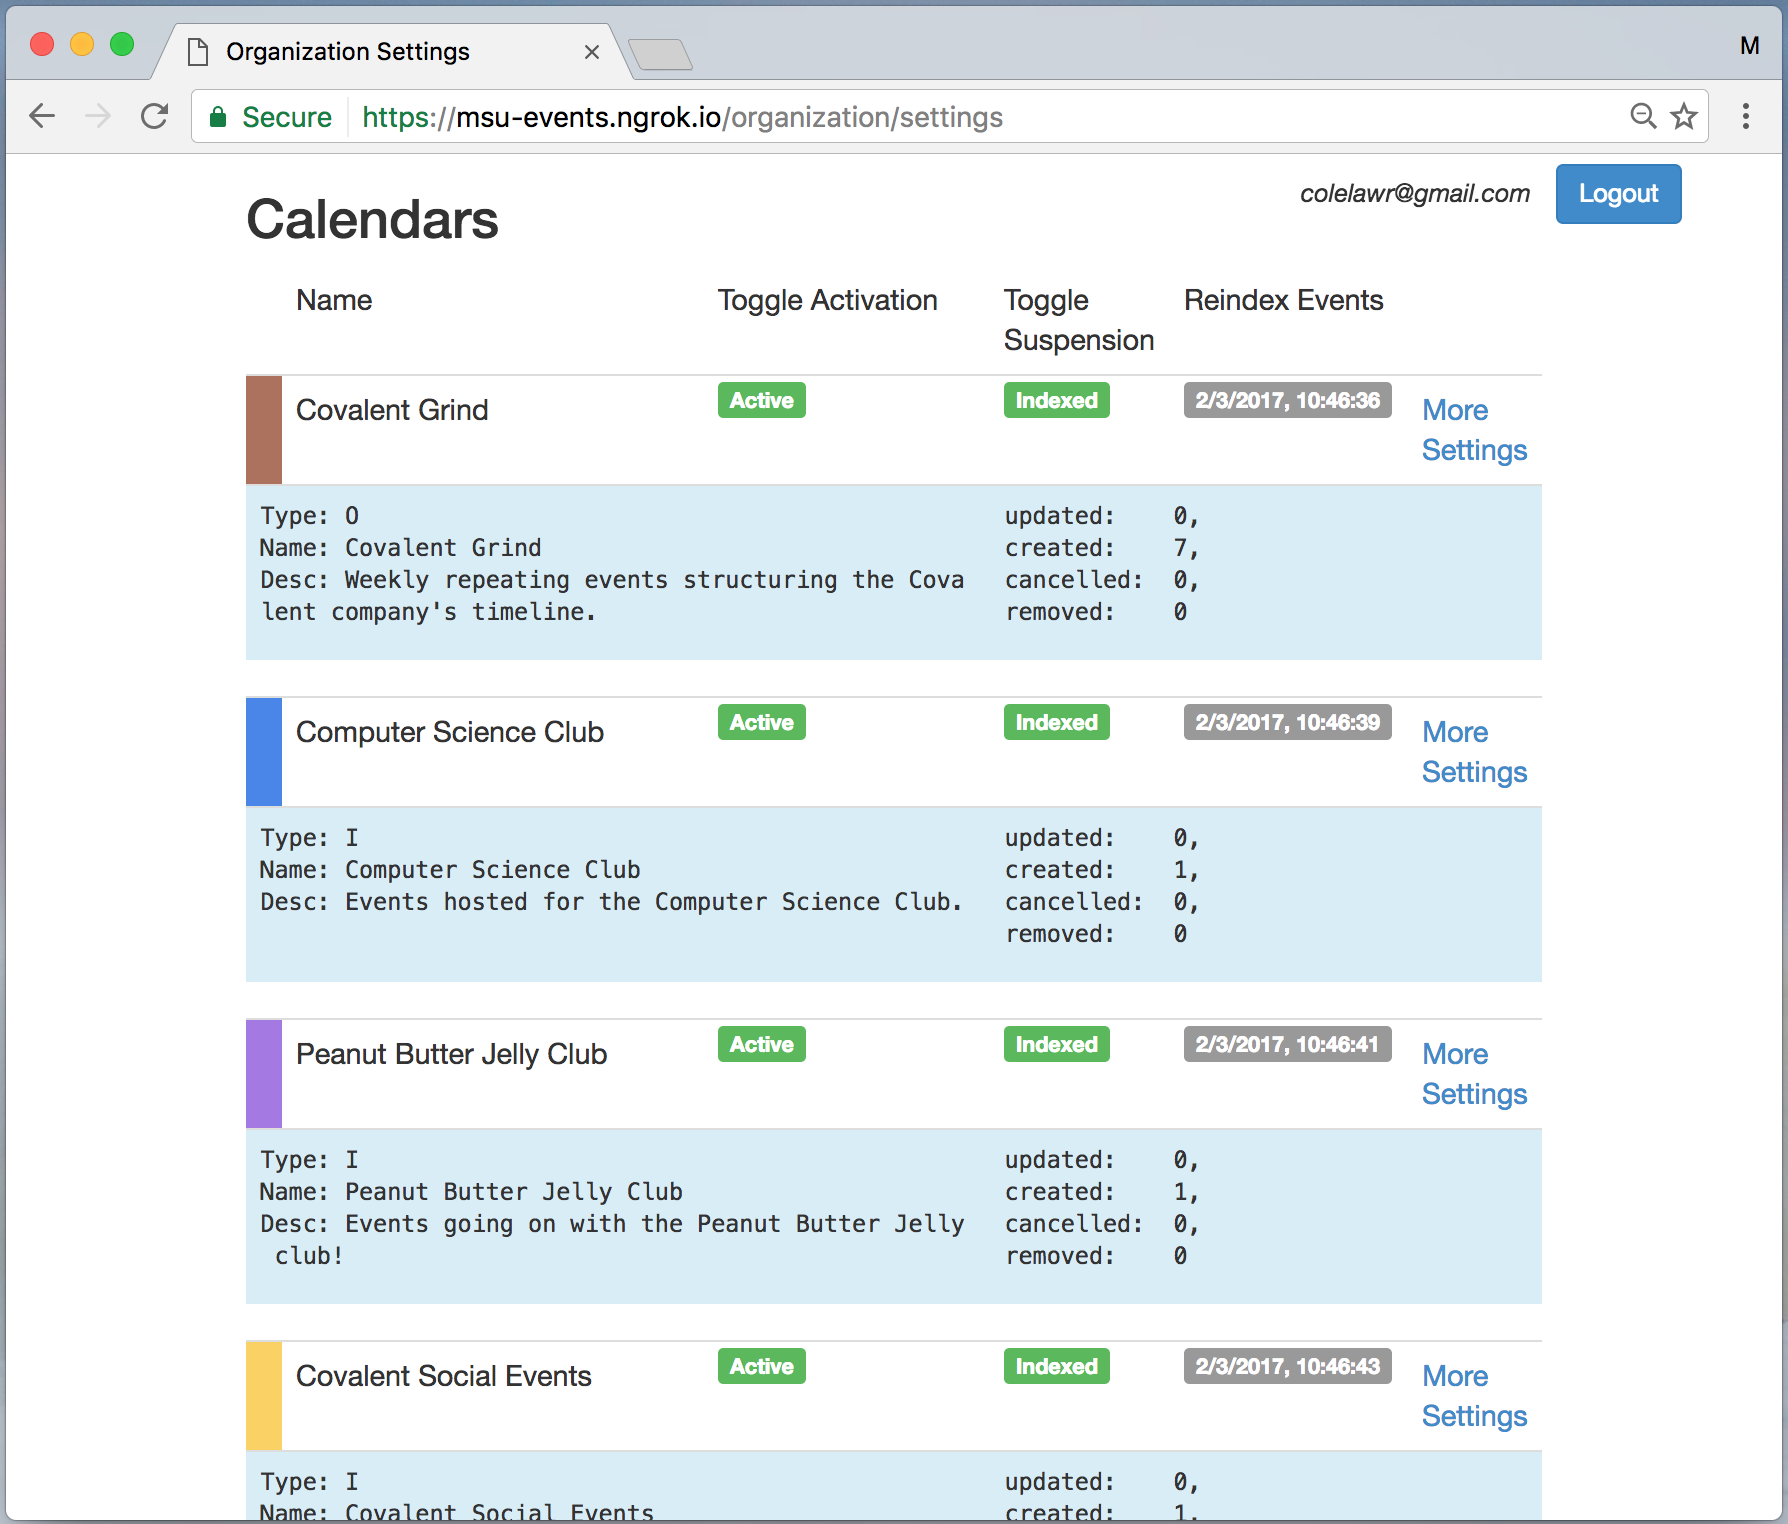 Organization Settings
M
Secure https://msu-events.ngrok.io/organization/settings
colelawr@gmail.com Logout
Calendars
Name Toggle Activation Toggle Suspension Reindex Events
Covalent Grind Active Indexed 2/3/2017, 10:46:36 More Settings
Type: O updated: 0,
Name: Covalent Grind created: 7,
Desc: Weekly repeating events structuring the Cova cancelled: 0,
lent company's timeline. removed: 0
Computer Science Club Active Indexed 2/3/2017, 10:46:39 More Settings
Type: I updated: 0,
Name: Computer Science Club created: 1,
Desc: Events hosted for the Computer Science Club. cancelled: 0,
removed: 0
Peanut Butter Jelly Club Active Indexed 2/3/2017, 10:46:41 More Settings
Type: I updated: 0,
Name: Peanut Butter Jelly Club created: 1,
Desc: Events going on with the Peanut Butter Jelly cancelled: 0,
club! removed: 0
Covalent Social Events Active Indexed 2/3/2017, 10:46:43 More Settings
Type: I updated: 0,
Name: Covalent Social Events created: 1,